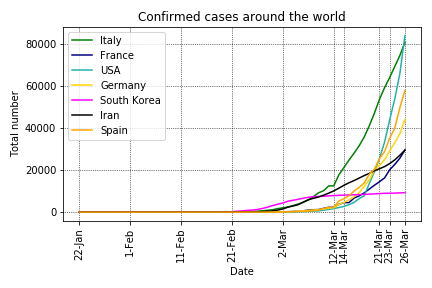 Confirmed cases around the world
Total number
80000
60000
40000
20000
0
Italy
France
USA
Germany
South Korea
Iran
Spain
22-Jan
1-Feb
11-Feb
21-Feb
2-Mar
12-Mar
14-Mar
21-Mar
23-Mar
26-Mar
Date